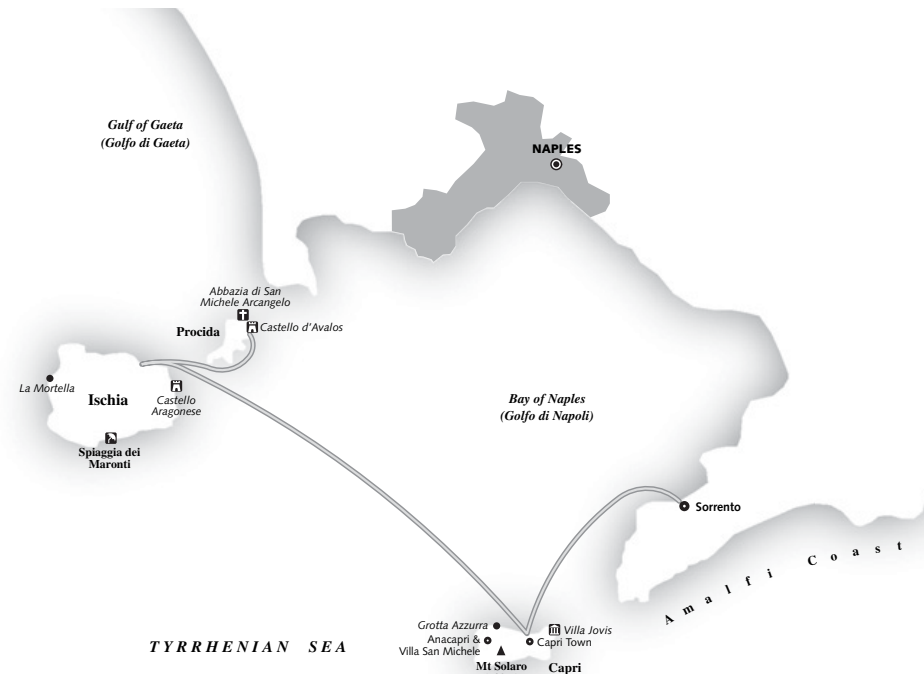 Gulf of Gaeta
(Golfo di Gaeta)
NAPLES
Abbazia di San
Michele Arcangelo
Procida
Castello d'Avalos
La Mortella
Ischia
Castello
Aragonese
Bay of Naples
(Golfo di Napoli)
Spiaggia dei
Maronti
Sorrento
Amalfi Coast
TYRRHENIAN SEA
Grotta Azzurra
Villa Jovis
Anacapri &
Villa San Michele
Capri Town
Mt Solaro
Capri